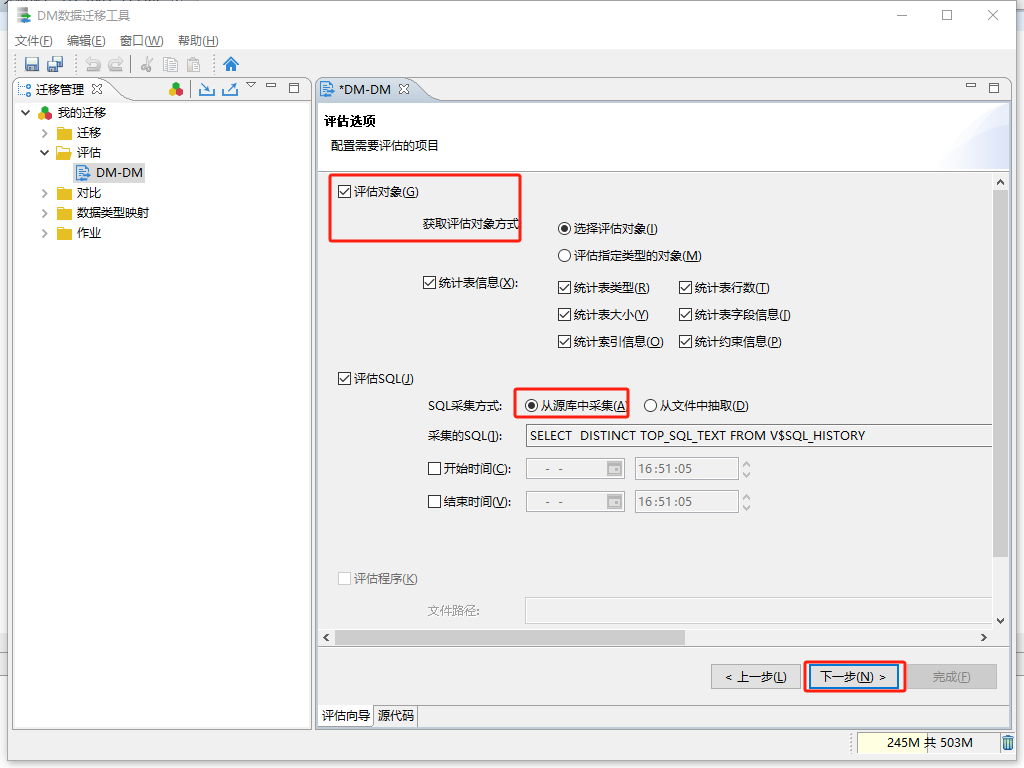 DM数据迁移工具
文件(F) 编辑(E) 窗口(W) 帮助(H)
迁移管理
*DM-DM
我的迁移
迁移
评估
DM-DM
对比
数据类型映射
作业
评估选项
配置需要评估的项目
评估对象(G)
获取评估对象方式
选择评估对象(I)
评估指定类型的对象(M)
统计表信息(X):
统计表类型(R) 统计表行数(T)
统计表大小(Y) 统计表字段信息(J)
统计索引信息(O) 统计约束信息(P)
评估SQL(J)
SQL采集方式: 从源库中采集(A 从文件中抽取(D)
采集的SQL(]): SELECT  DISTINCT TOP_SQL_TEXT FROM V$SQL_HISTORY
开始时间(C): - - 16:51:05
结束时间(V): - - 16:51:05
评估程序(K)
文件路径:
< 上一步(L) 下一步(N) > 完成(F)
评估向导 源代码
245M 共 503M